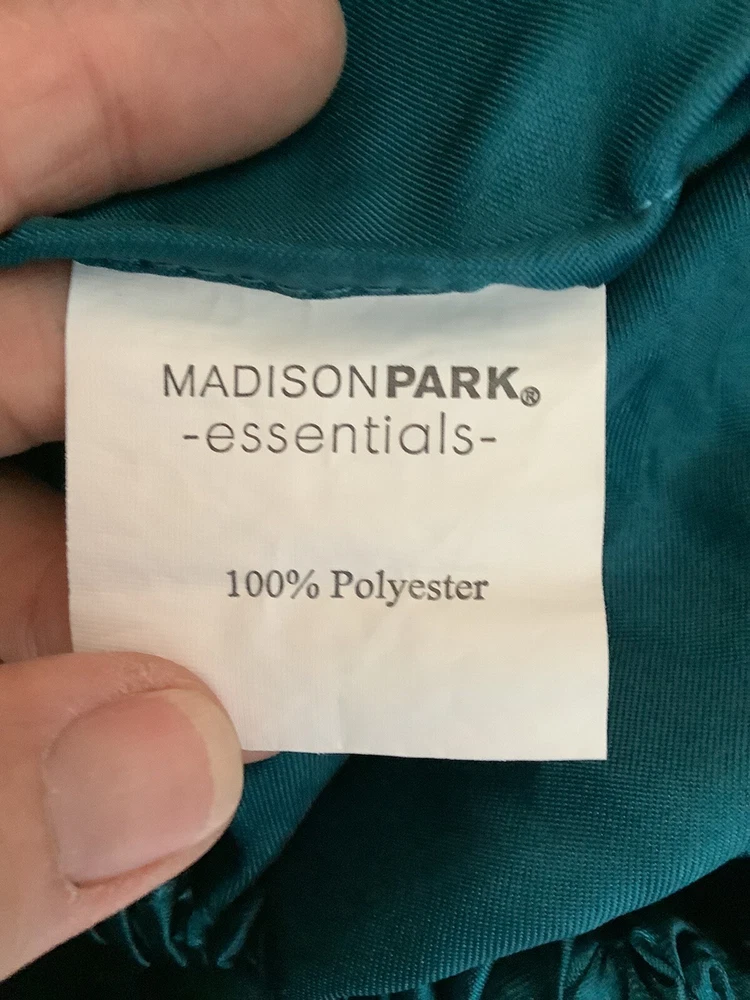 MADISONPARK®
-essentials-
100% Polyester